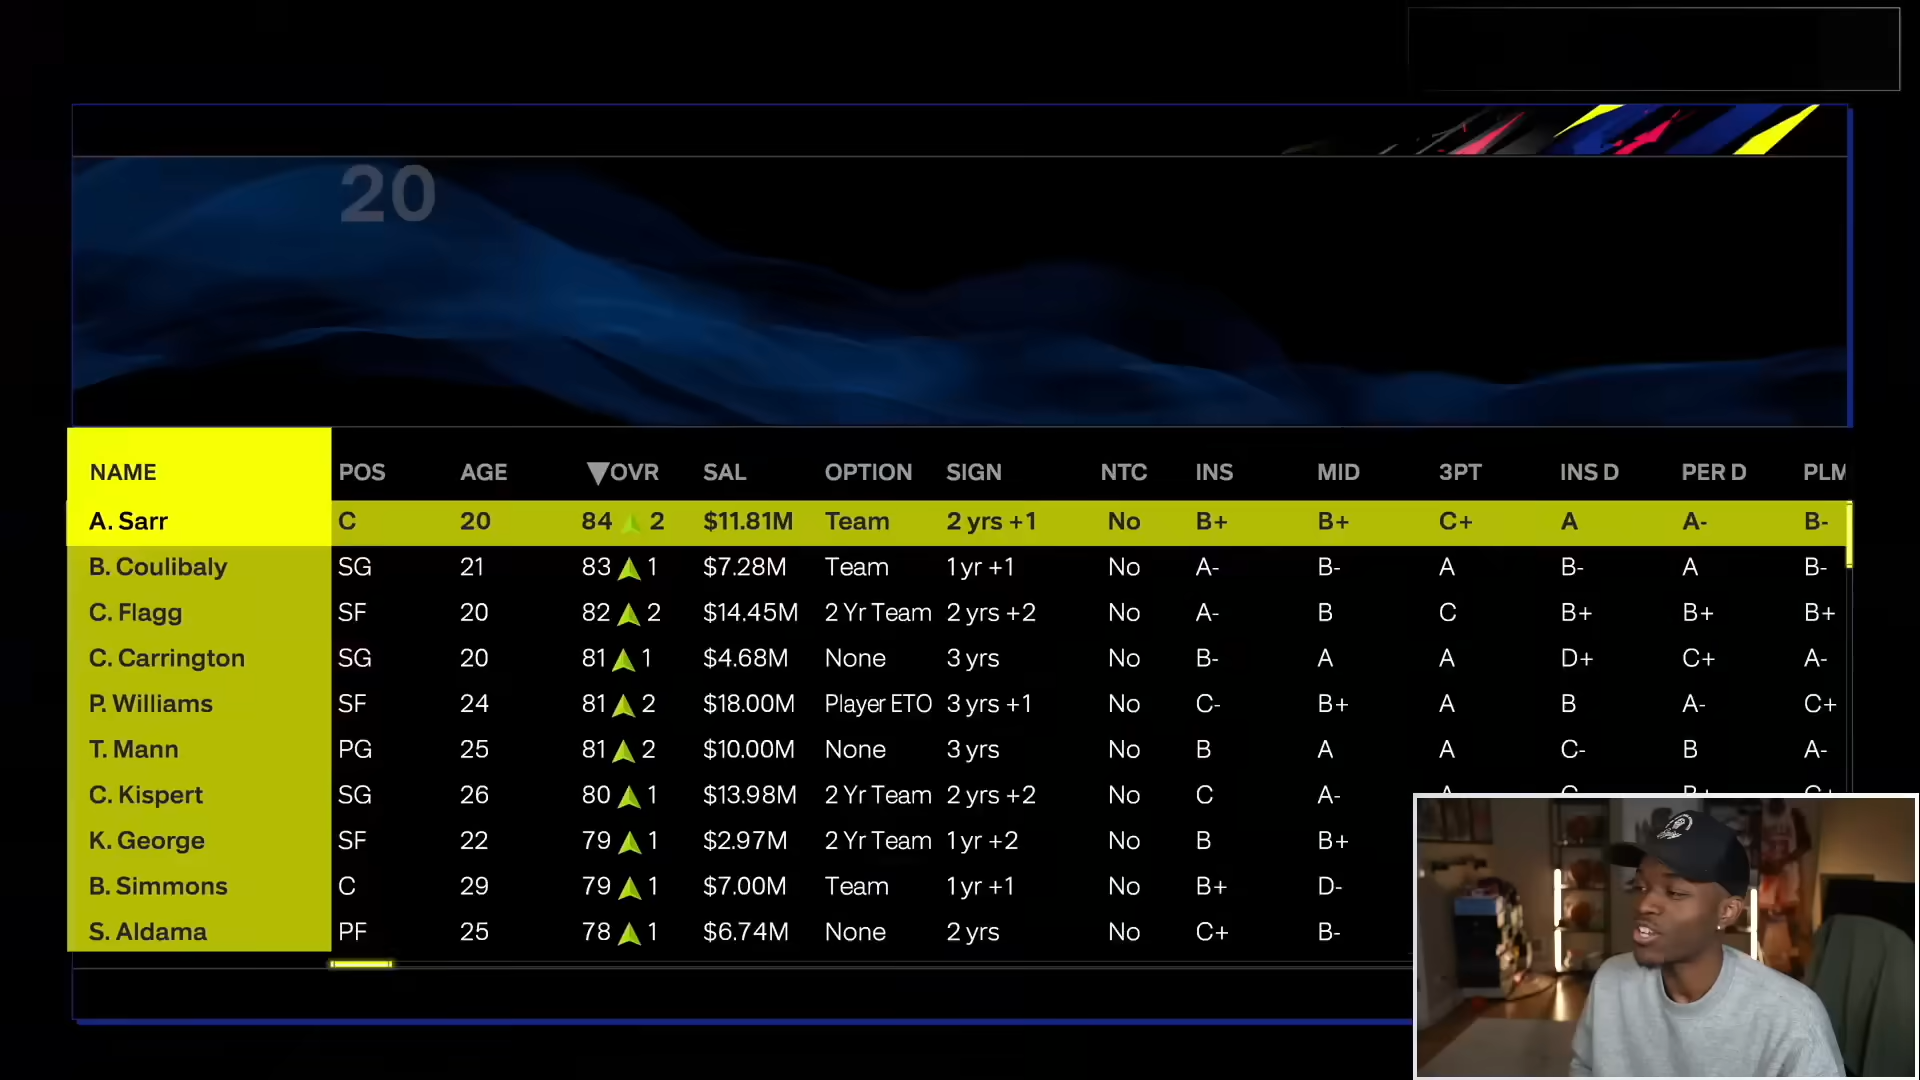 20
NAME POS AGE OVR SAL OPTION SIGN NTC INS MID 3PT INS D PER D PLM
A. Sarr C 20 84 2 $11.81M Team 2 yrs +1 No B+ B+ C+ A A- B-
B. Coulibaly SG 21 83 1 $7.28M Team 1 yr +1 No A- B- A B- A B-
C. Flagg SF 20 82 2 $14.45M 2 Yr Team 2 yrs +2 No A- B C B+ B+ B+
C. Carrington SG 20 81 1 $4.68M None 3 yrs No B- A A D+ C+ A-
P. Williams SF 24 81 2 $18.00M Player ETO 3 yrs +1 No C- B+ A B A- C+
T. Mann PG 25 81 2 $10.00M None 3 yrs No B A A C- B A-
C. Kispert SG 26 80 1 $13.98M 2 Yr Team 2 yrs +2 No C A-
K. George SF 22 79 1 $2.97M 2 Yr Team 1 yr +2 No B B+
B. Simmons C 29 79 1 $7.00M Team 1 yr +1 No B+ D-
S. Aldama PF 25 78 1 $6.74M None 2 yrs No C+ B-